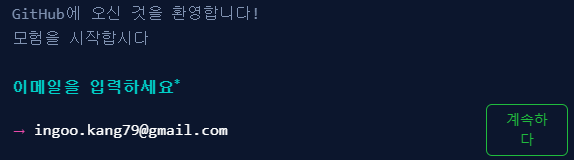 GitHub에 오신 것을 환영합니다!
모험을 시작합시다
이메일을 입력하세요*
→ ingoo.kang79@gmail.com
계속하
다